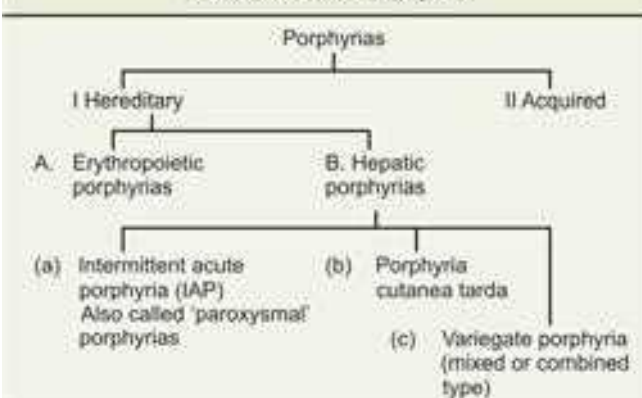 Porphyrias
I Hereditary
II Acquired
A. Erythropoietic
porphyrias
B. Hepatic
porphyrias
(a) Intermittent acute
porphyria (IAP)
Also called 'paroxysmal'
porphyrias
(b) Porphyria
cutanea tarda
(c) Variegate porphyria
(mixed or combined
type)